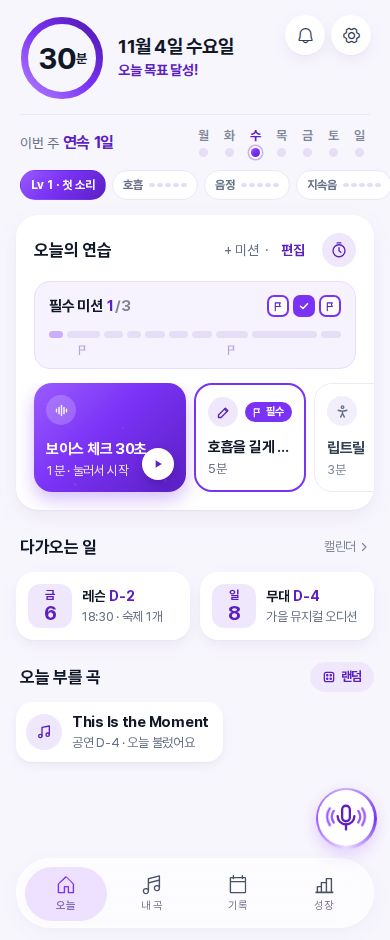 30분
11월 4일 수요일
오늘 목표 달성!
이번 주 연속 1일
월 화 수 목 금 토 일
Lv 1 · 첫 소리
호흡
음정
지속음
오늘의 연습
+ 미션 · 편집
필수 미션 1/3
보이스 체크 30초
1분 · 눌러서 시작
필수
호흡을 길게 ...
5분
립트릴
3분
다가오는 일
캘린더
금
6
레슨 D-2
18:30 · 숙제 1개
일
8
무대 D-4
가을 뮤지컬 오디션
오늘 부를 곡
랜덤
This Is the Moment
공연 D-4 · 오늘 불렀어요
오늘
내 곡
기록
성장